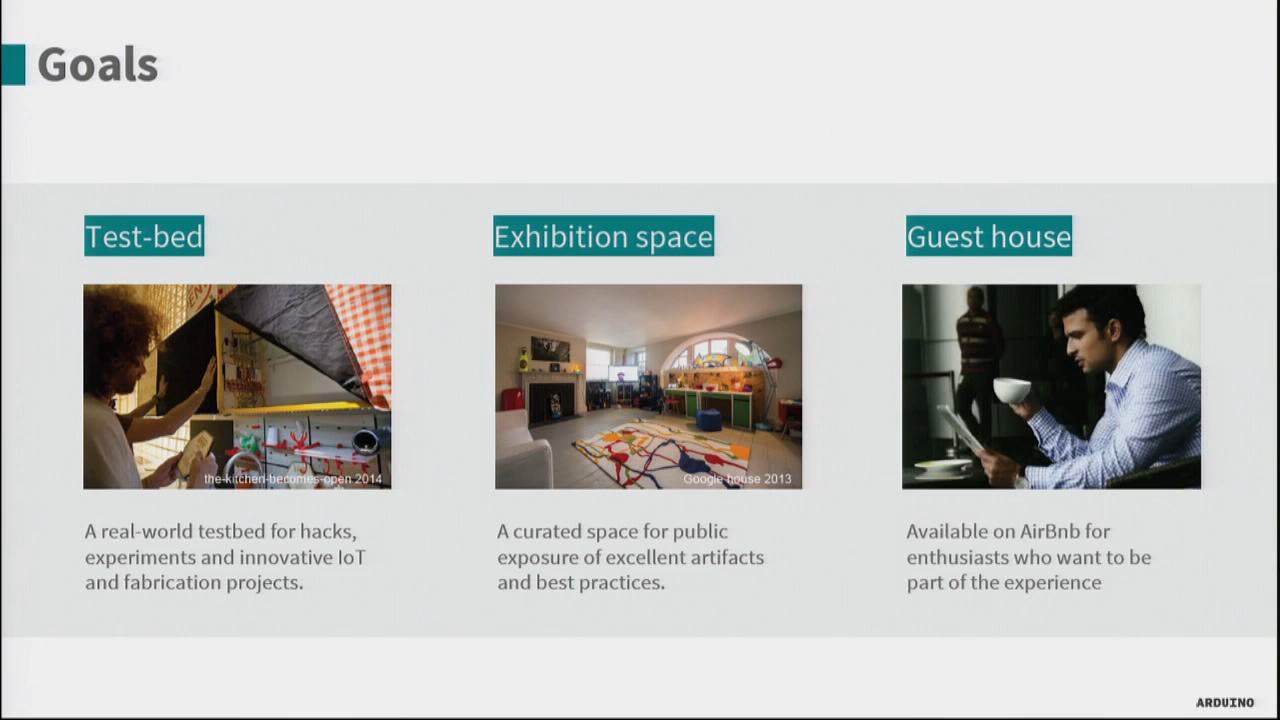 Goals
Test-bed
the-kitchen-becomes-open 2014
A real-world testbed for hacks,
experiments and innovative IoT
and fabrication projects.
Exhibition space
Google house 2013
A curated space for public
exposure of excellent artifacts
and best practices.
Guest house
Available on AirBnb for
enthusiasts who want to be
part of the experience
ARDUINO